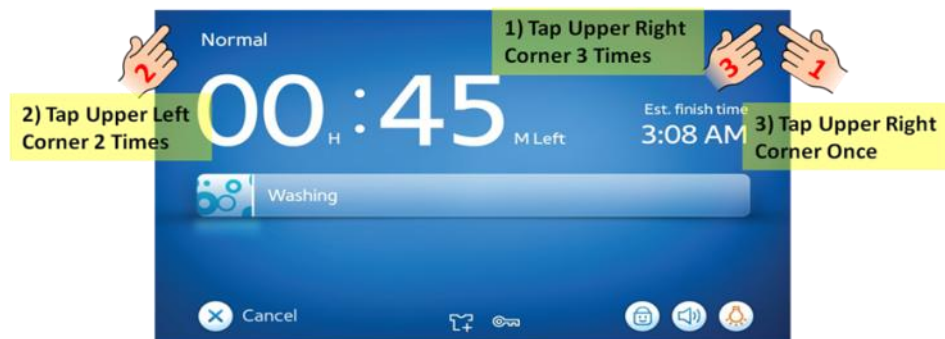 Normal
1) Tap Upper Right
Corner 3 Times
3
1
2
2) Tap Upper Left
Corner 2 Times
00 H : 45 M Left
Est. finish time
3:08 AM
3) Tap Upper Right
Corner Once
Washing
Cancel